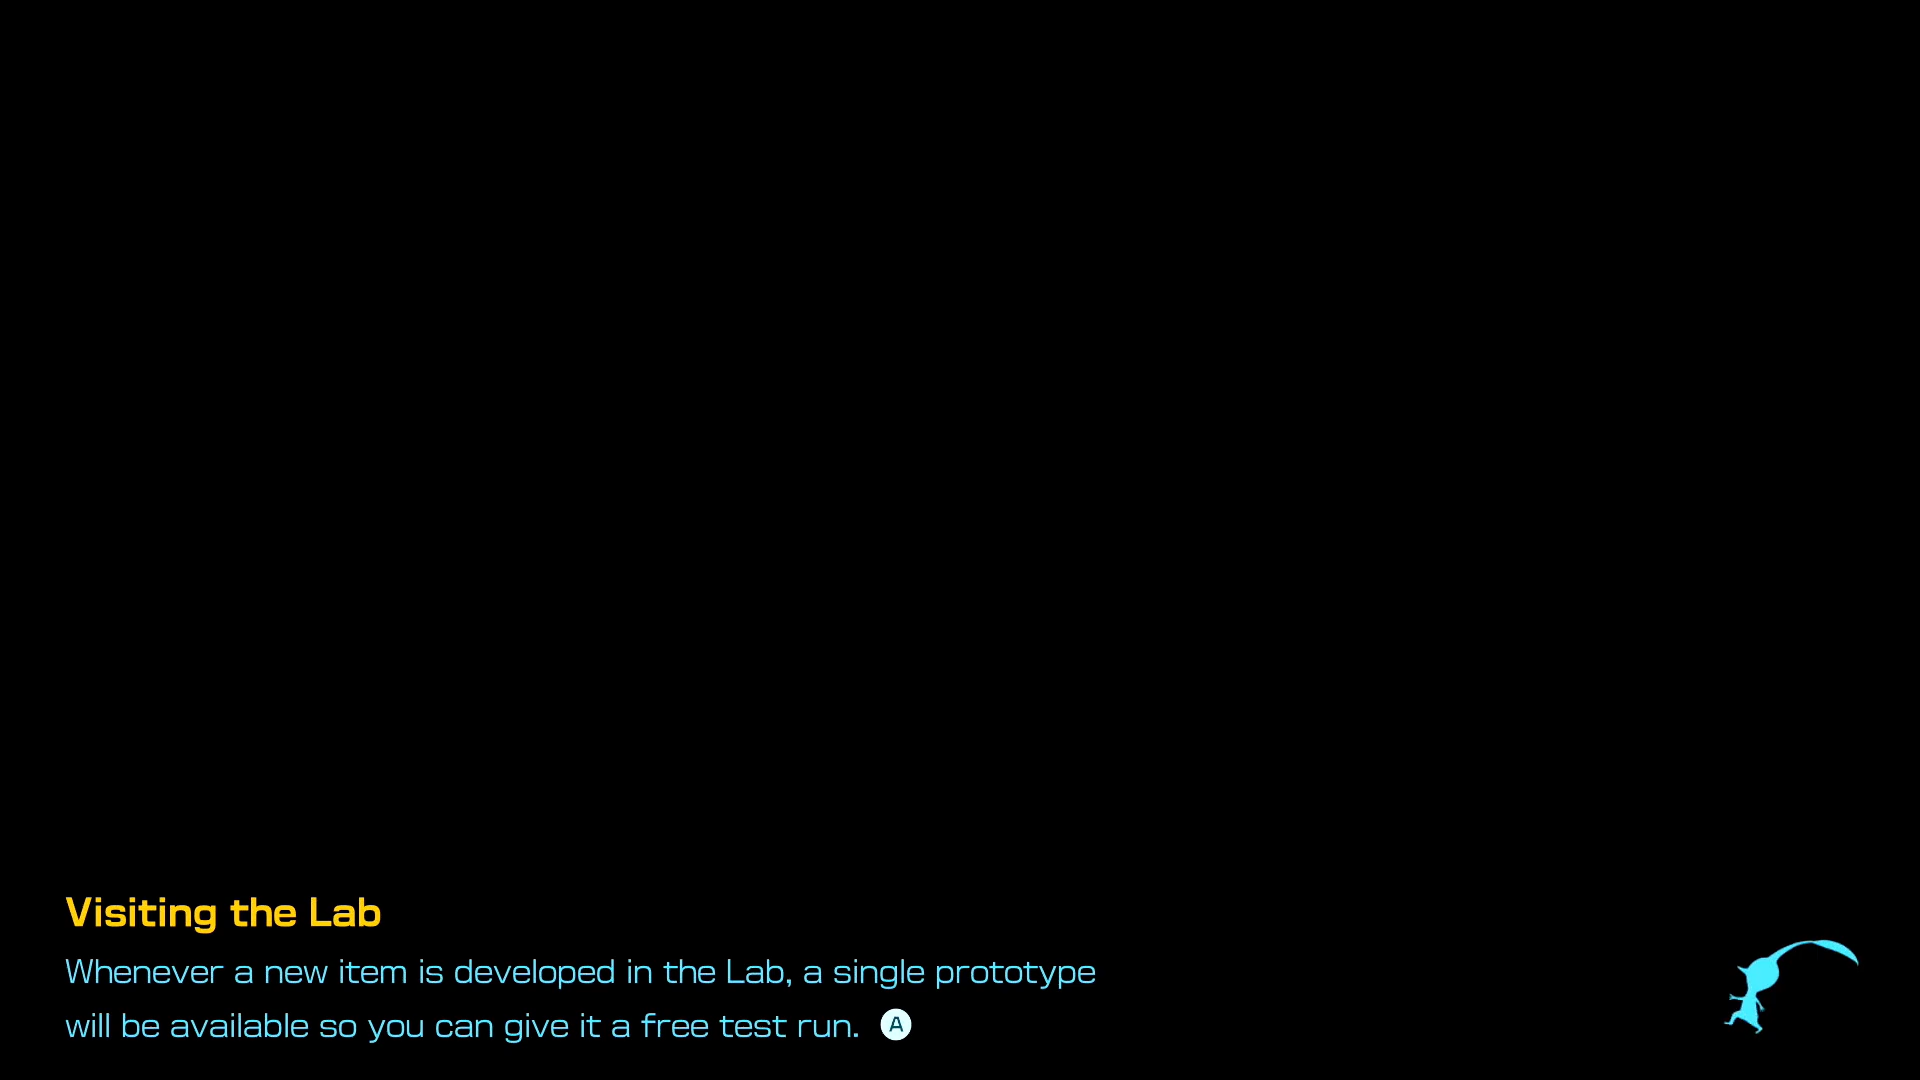 Visiting the Lab
Whenever a new item is developed in the Lab, a single prototype
will be available so you can give it a free test run. A